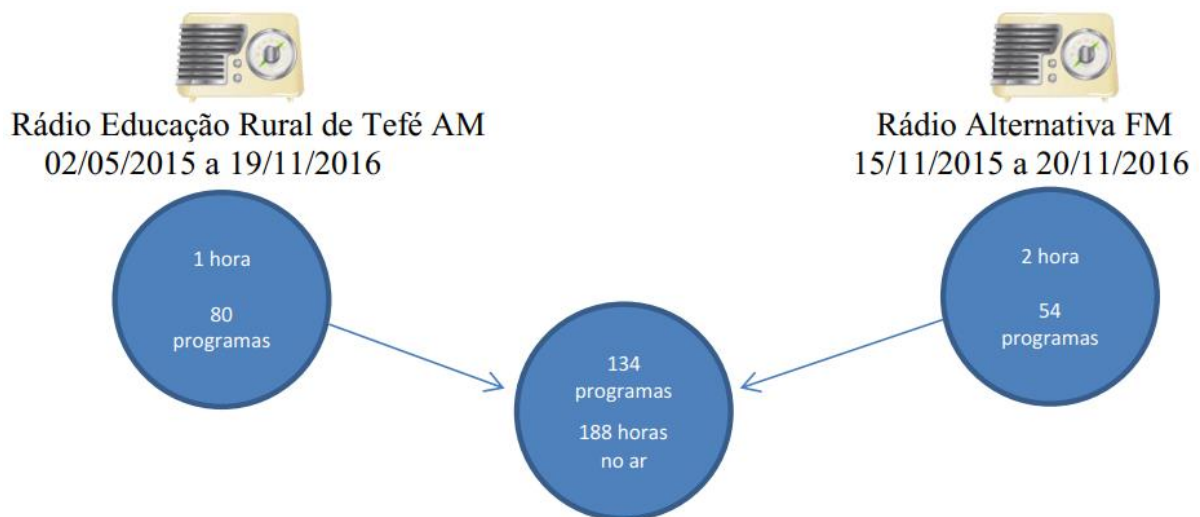 Rádio Educação Rural de Tefé AM
02/05/2015 a 19/11/2016
1 hora
80
programas
Rádio Alternativa FM
15/11/2015 a 20/11/2016
2 hora
54
programas
134
programas
188 horas
no ar